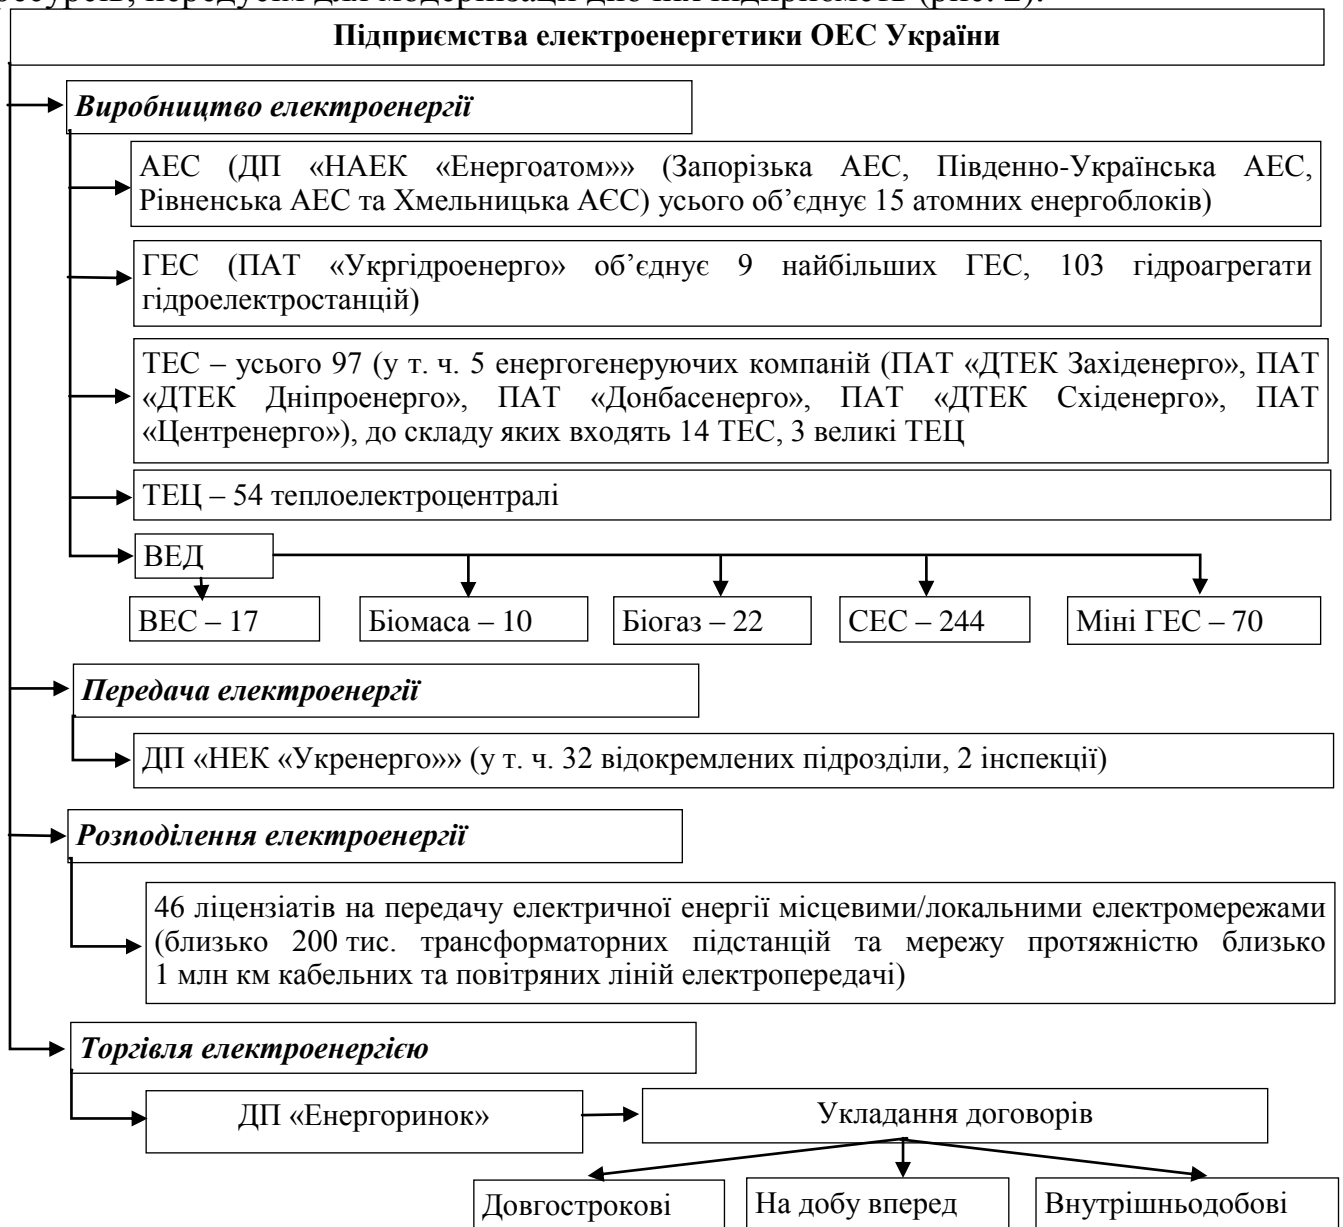 (рис. 2).
Підприємства електроенергетики ОЕС України
Виробництво електроенергії
АЕС (ДП «НАЕК «Енергоатом»» (Запорізька АЕС, Південно-Українська АЕС,
Рівненська АЕС та Хмельницька АЄС) усього об’єднує 15 атомних енергоблоків)
ГЕС (ПАТ «Укргідроенерго» об’єднує 9 найбільших ГЕС, 103 гідроагрегати
гідроелектростанцій)
ТЕС – усього 97 (у т. ч. 5 енергогенеруючих компаній (ПАТ «ДТЕК Західенерго», ПАТ
«ДТЕК Дніпроенерго», ПАТ «Донбасенерго», ПАТ «ДТЕК Східенерго», ПАТ
«Центренерго»), до складу яких входять 14 ТЕС, 3 великі ТЕЦ
ТЕЦ – 54 теплоелектроцентралі
ВЕД
ВЕС – 17
Біомаса – 10
Біогаз – 22
СЕС – 244
Міні ГЕС – 70
Передача електроенергії
ДП «НЕК «Укренерго»» (у т. ч. 32 відокремлених підрозділи, 2 інспекції)
Розподілення електроенергії
46 ліцензіатів на передачу електричної енергії місцевими/локальними електромережами
(близько 200 тис. трансформаторних підстанцій та мережу протяжністю близько
1 млн км кабельних та повітряних ліній електропередачі)
Торгівля електроенергією
ДП «Енергоринок»
Укладання договорів
Довгострокові
На добу вперед
Внутрішньодобові